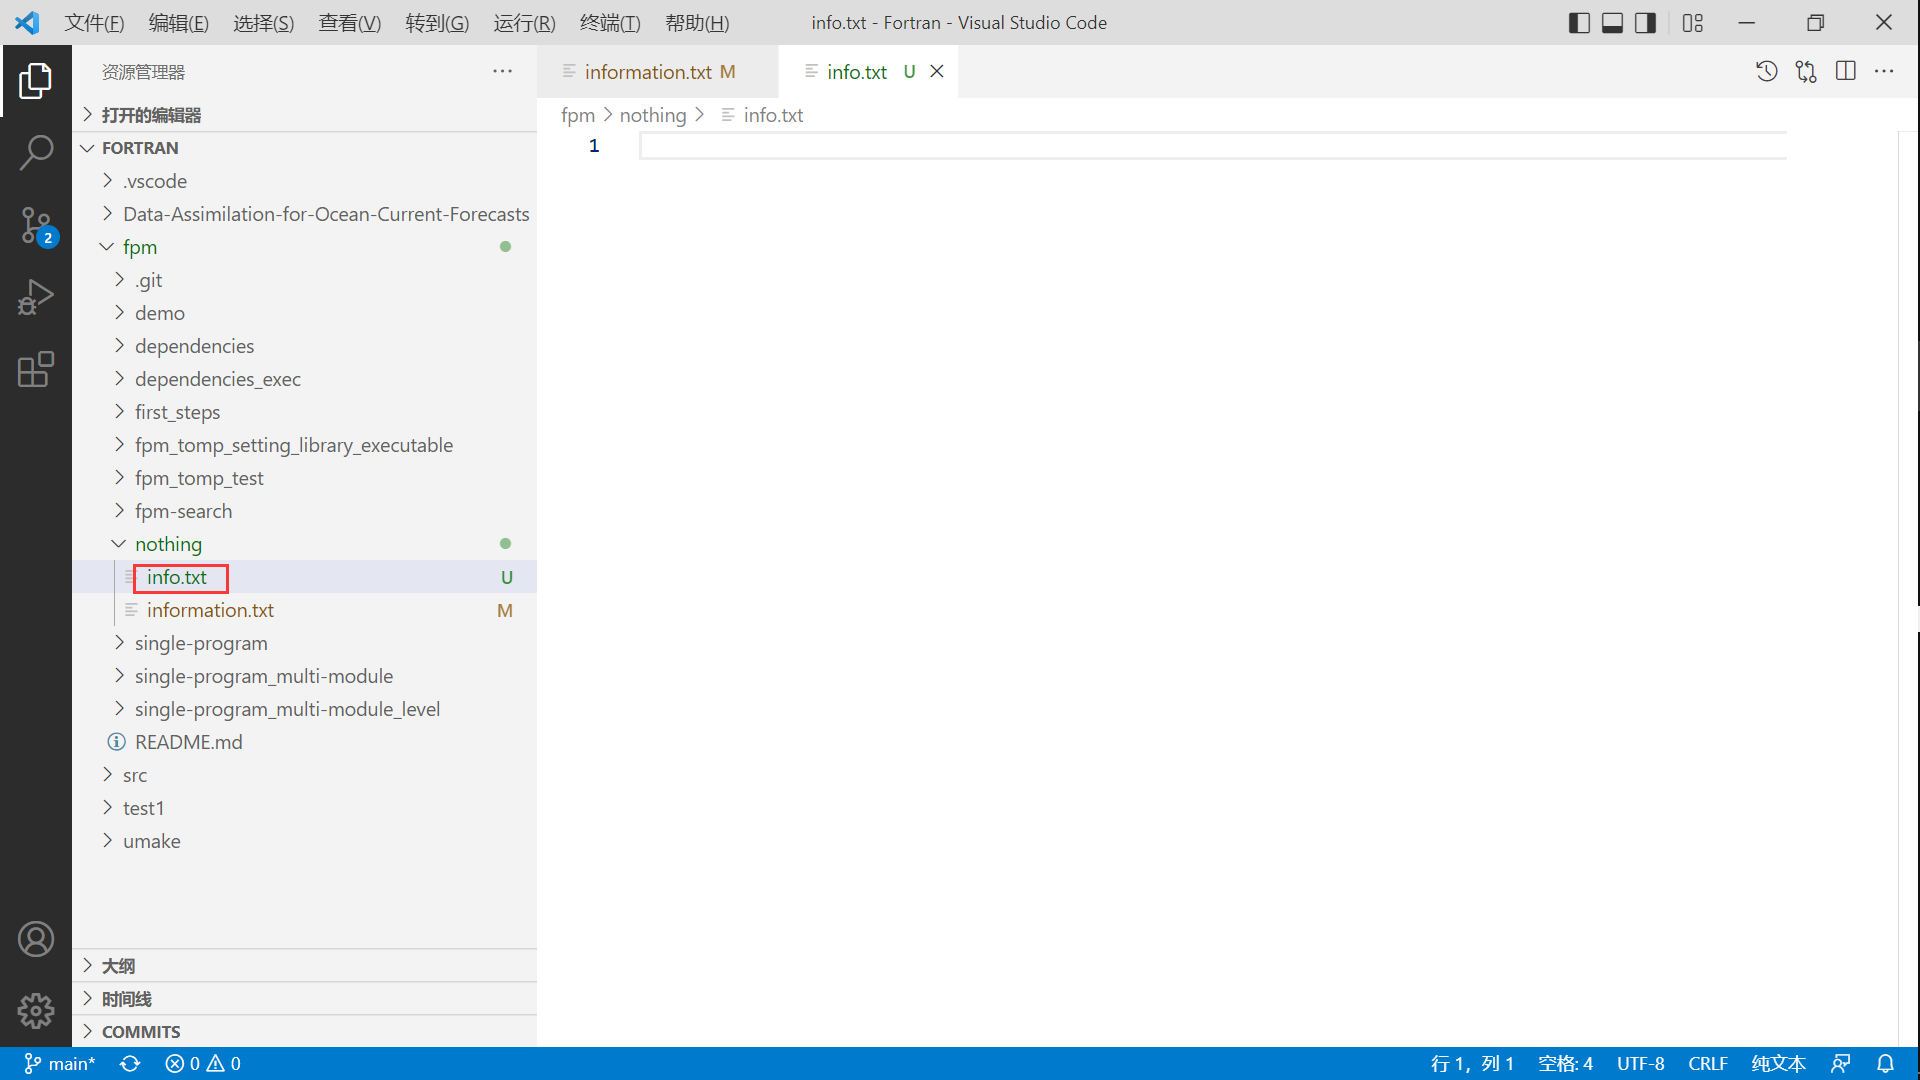 文件(F) 编辑(E) 选择(S) 查看(V) 转到(G) 运行(R) 终端(T) 帮助(H) info.txt - Fortran - Visual Studio Code
资源管理器
information.txt M
info.txt U
打开的编辑器
fpm nothing info.txt
1
FORTRAN
.vscode
Data-Assimilation-for-Ocean-Current-Forecasts
2
fpm
.git
demo
dependencies
dependencies_exec
first_steps
fpm_tomp_setting_library_executable
fpm_tomp_test
fpm-search
nothing
info.txt U
information.txt M
single-program
single-program_multi-module
single-program_multi-module_level
README.md
src
test1
umake
大纲
时间线
COMMITS
main* 0 0 行 1，列 1 空格: 4 UTF-8 CRLF 纯文本